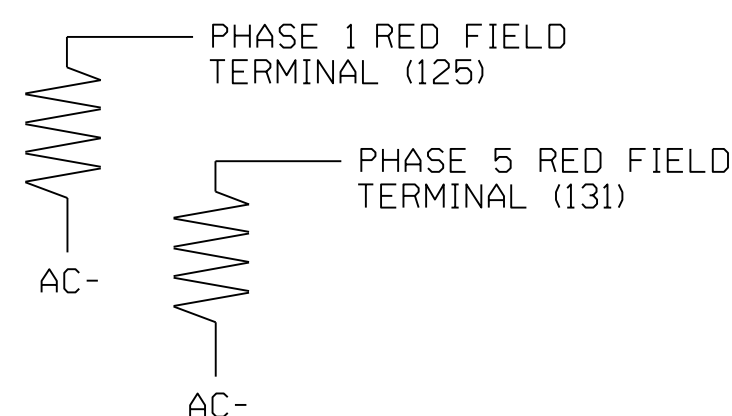 PHASE 1 RED FIELD
TERMINAL (125)
PHASE 5 RED FIELD
TERMINAL (131)
AC-
AC-